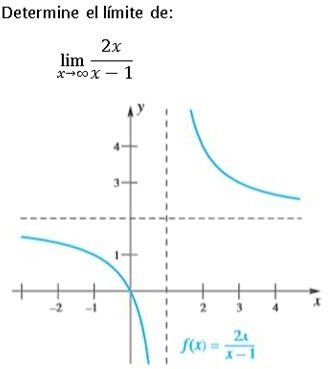 Determine el límite de:
lim 2x
x→∞ x − 1
y
4
3
1
-2 -1 2 3 4 x
f(x) = 2x
x − 1